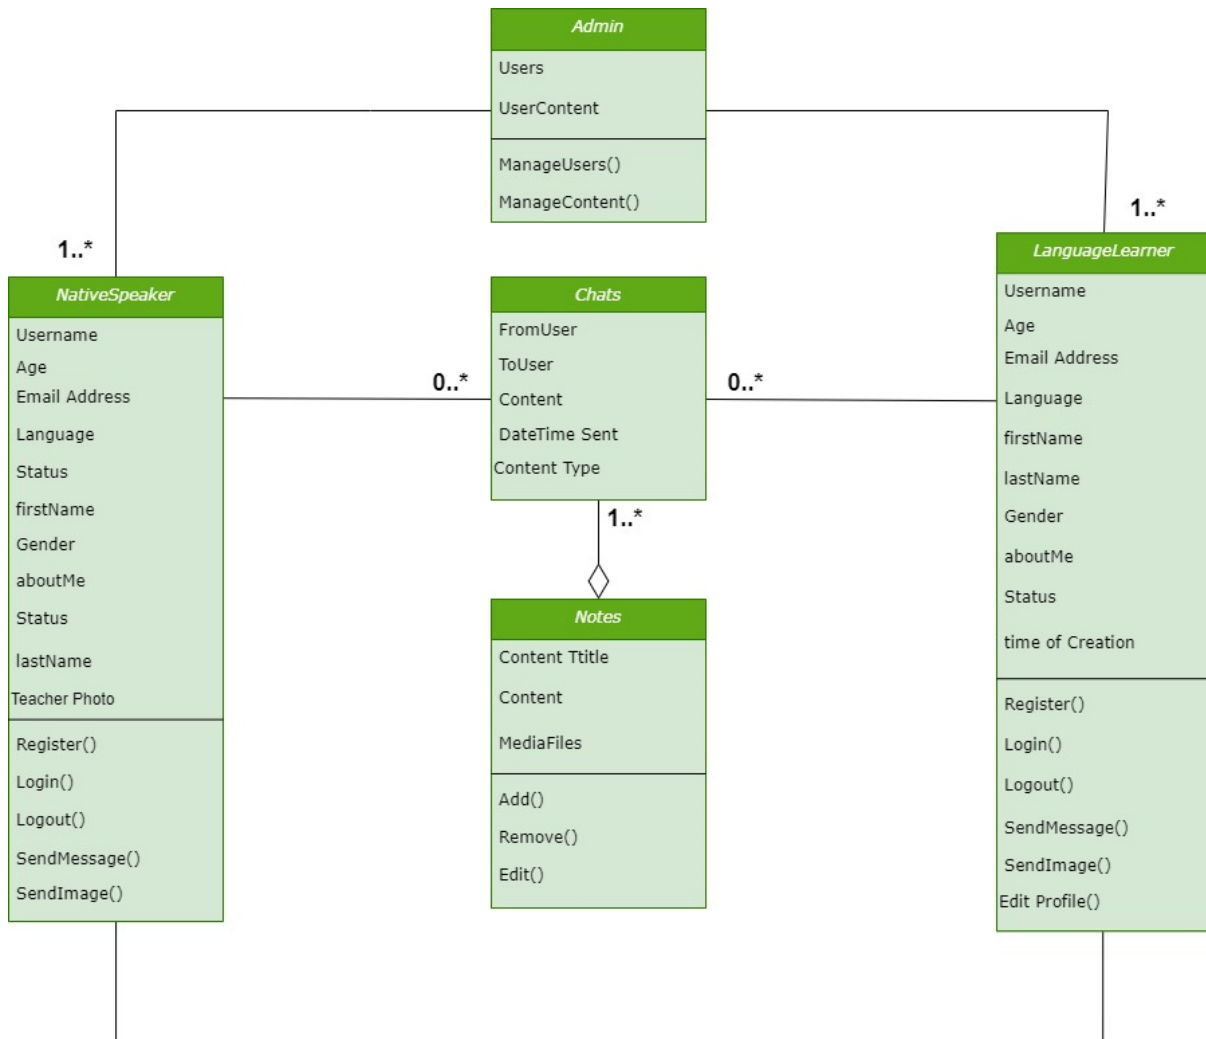 Admin
Users
UserContent
ManageUsers()
ManageContent()
1..*
1..*
NativeSpeaker
Username
Age
Email Address
Language
Status
firstName
Gender
aboutMe
Status
lastName
Teacher Photo
Register()
Login()
Logout()
SendMessage()
SendImage()
0..*
Chats
FromUser
ToUser
Content
DateTime Sent
Content Type
0..*
1..*
Notes
Content Ttitle
Content
MediaFiles
Add()
Remove()
Edit()
LanguageLearner
Username
Age
Email Address
Language
firstName
lastName
Gender
aboutMe
Status
time of Creation
Register()
Login()
Logout()
SendMessage()
SendImage()
Edit Profile()